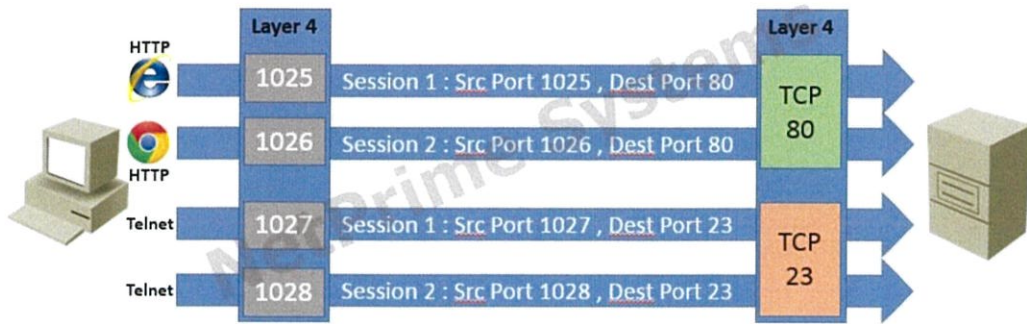 Layer 4
Layer 4
HTTP
1025
Session 1 : Src Port 1025 , Dest Port 80
TCP
80
1026
Session 2 : Src Port 1026 , Dest Port 80
HTTP
Telnet
1027
Session 1 : Src Port 1027 , Dest Port 23
TCP
23
Telnet
1028
Session 2 : Src Port 1028 , Dest Port 23
NetPrime Systems